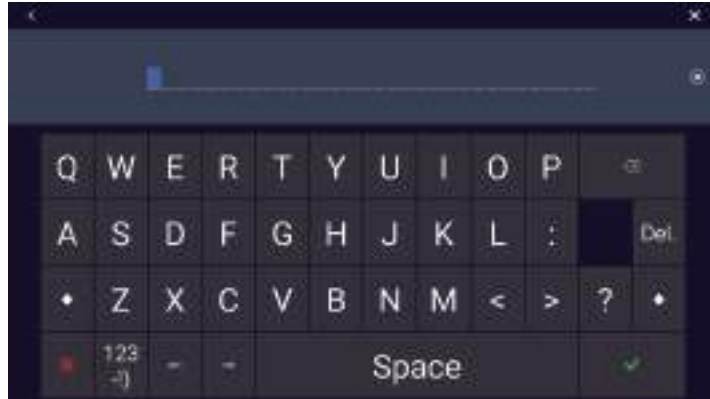 Q W E R T Y U I O P
A S D F G H J K L : Del.
Z X C V B N M < > ?
123 Space